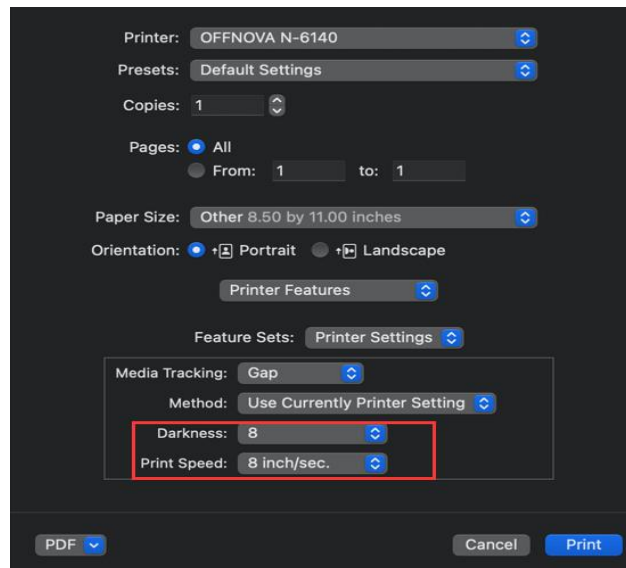 Printer: OFFNOVA N-6140
Presets: Default Settings
Copies: 1
Pages: All
From: 1 to: 1
Paper Size: Other 8.50 by 11.00 inches
Orientation: Portrait Landscape
Printer Features
Feature Sets: Printer Settings
Media Tracking: Gap
Method: Use Currently Printer Setting
Darkness: 8
Print Speed: 8 inch/sec.
PDF Cancel Print